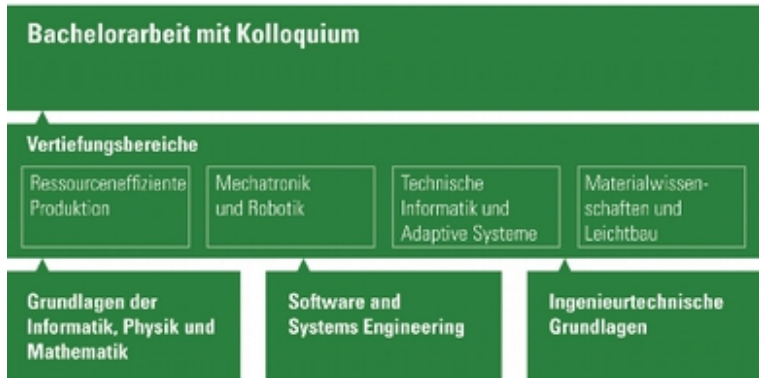 Bachelorarbeit mit Kolloquium
Vertiefungsbereiche
Ressourceneffiziente
Produktion
Mechatronik
und Robotik
Technische
Informatik und
Adaptive Systeme
Materialwissen-
schaften und
Leichtbau
Grundlagen der
Informatik, Physik und
Mathematik
Software and
Systems Engineering
Ingenieurtechnische
Grundlagen